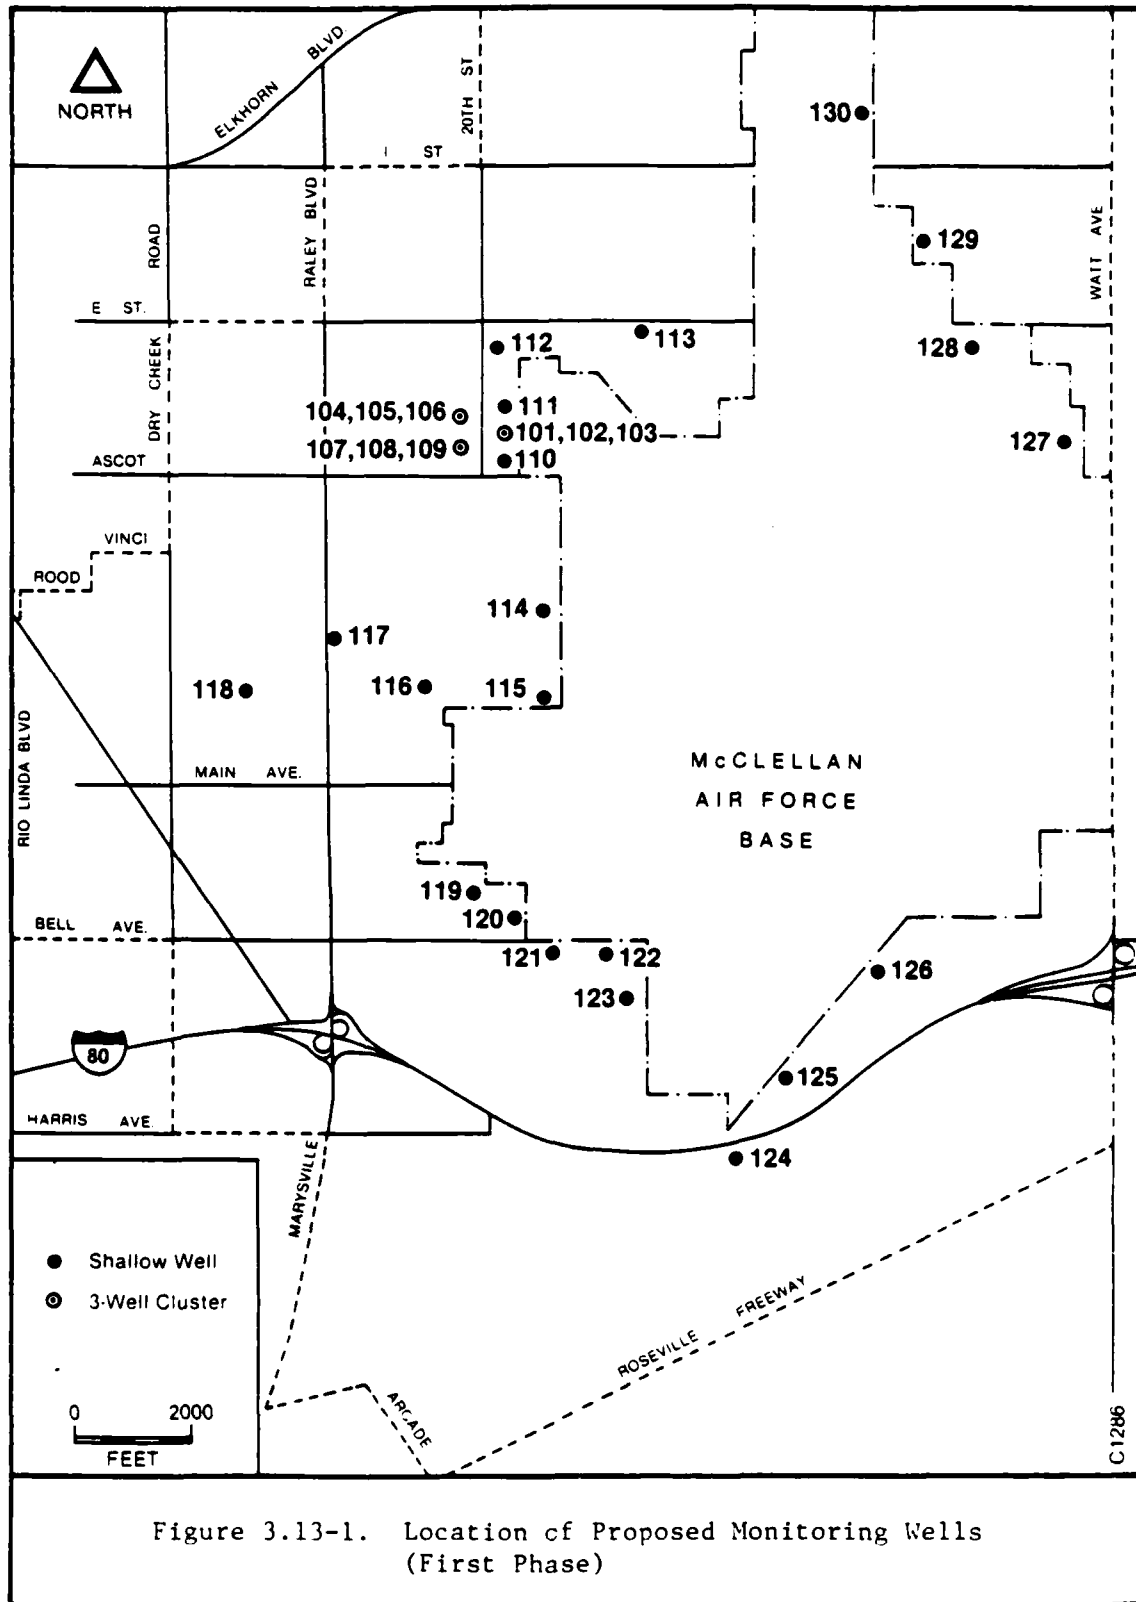 NORTH
ELKHORN BLVD.
20TH ST
I ST
130
ROAD
RALEY BLVD
WATT AVE
129
E ST.
DRY CREEK
112
113
128
104,105,106
111
101,102,103
107,108,109
110
127
ASCOT
VINCI
ROOD
114
117
118
116
115
RIO LINDA BLVD
MAIN AVE.
McCLELLAN
AIR FORCE
BASE
119
120
BELL AVE.
121
122
126
123
80
125
HARRIS AVE.
124
MARYSVILLE
Shallow Well
3-Well Cluster
ROSEVILLE FREEWAY
ARCADE
0 2000
FEET
C1286
Figure 3.13-1. Location of Proposed Monitoring Wells
(First Phase)